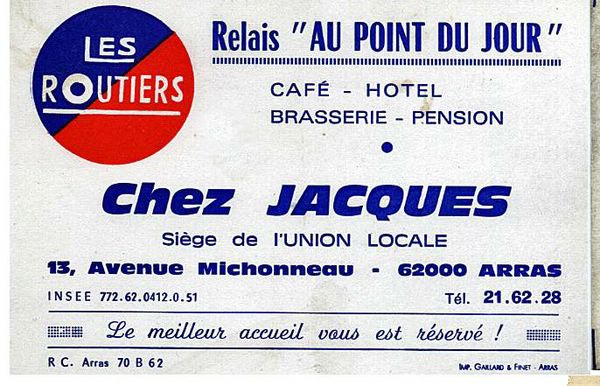 LES
ROUTIERS
Relais "AU POINT DU JOUR"
CAFÉ - HOTEL
BRASSERIE - PENSION
Chez JACQUES
Siège de l'UNION LOCALE
13, Avenue Michonneau - 62000 ARRAS
INSEE 772.62.0412.0.51 Tél. 21.62.28
Le meilleur accueil vous est réservé !
R C. Arras 70 B 62 IMP. GAILLARD & FINET - ARRAS